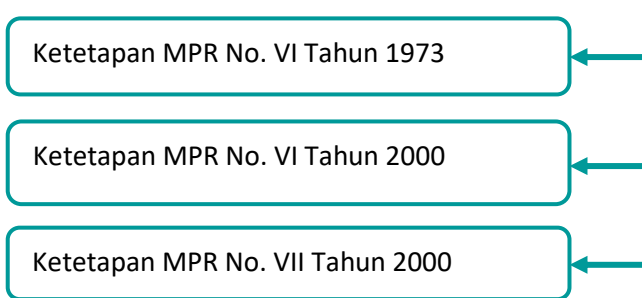 Ketetapan MPR No. VI Tahun 1973
Ketetapan MPR No. VI Tahun 2000
Ketetapan MPR No. VII Tahun 2000